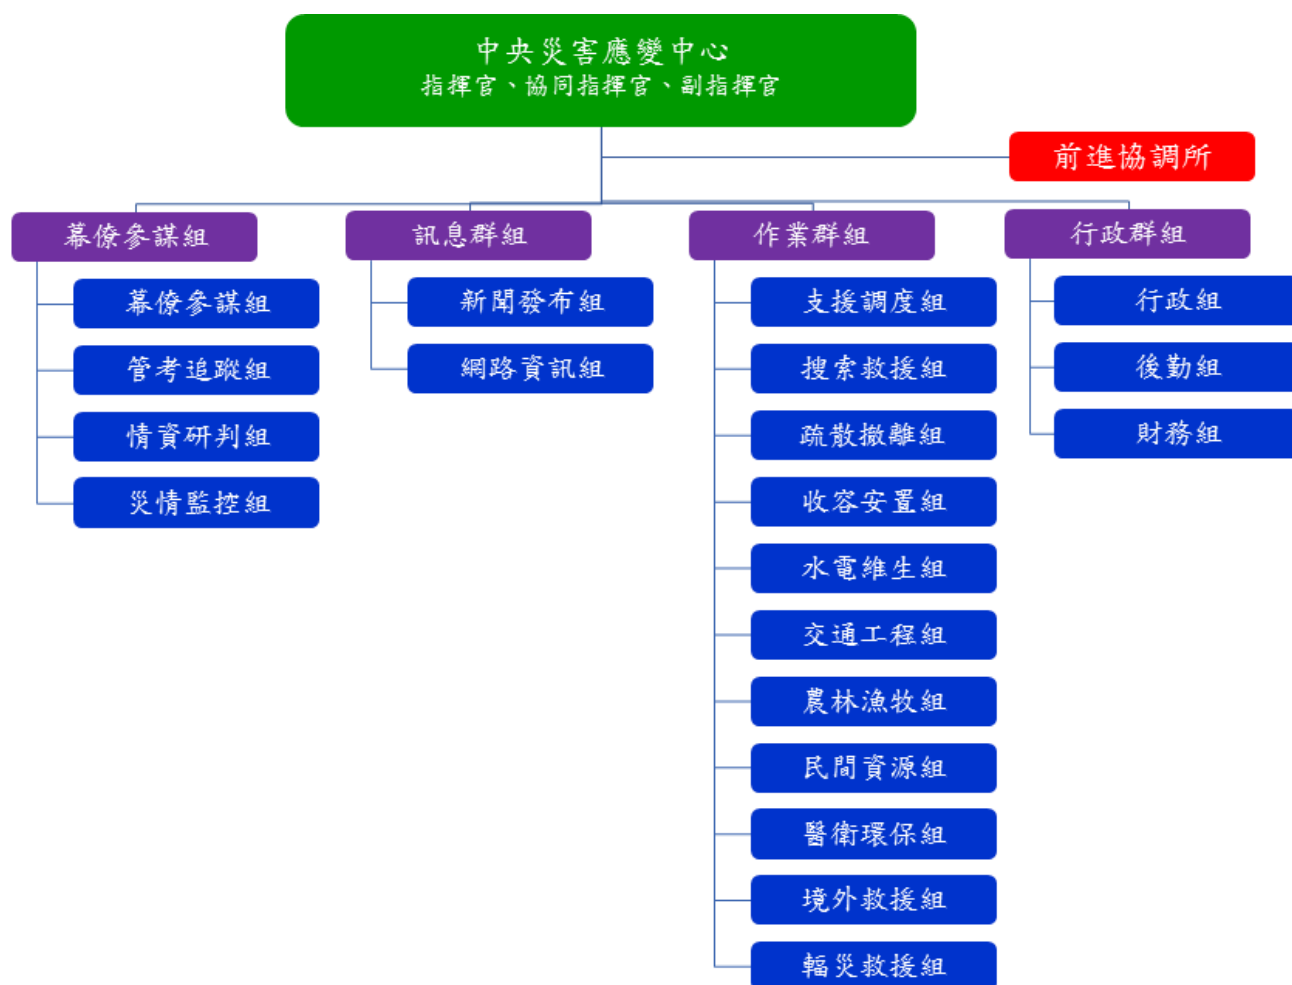 中央災害應變中心
指揮官、協同指揮官、副指揮官
前進協調所
幕僚參謀組
幕僚參謀組
管考追蹤組
情資研判組
災情監控組
訊息群組
新聞發布組
網路資訊組
作業群組
支援調度組
搜索救援組
疏散撤離組
收容安置組
水電維生組
交通工程組
農林漁牧組
民間資源組
醫衛環保組
境外救援組
輻災救援組
行政群組
行政組
後勤組
財務組